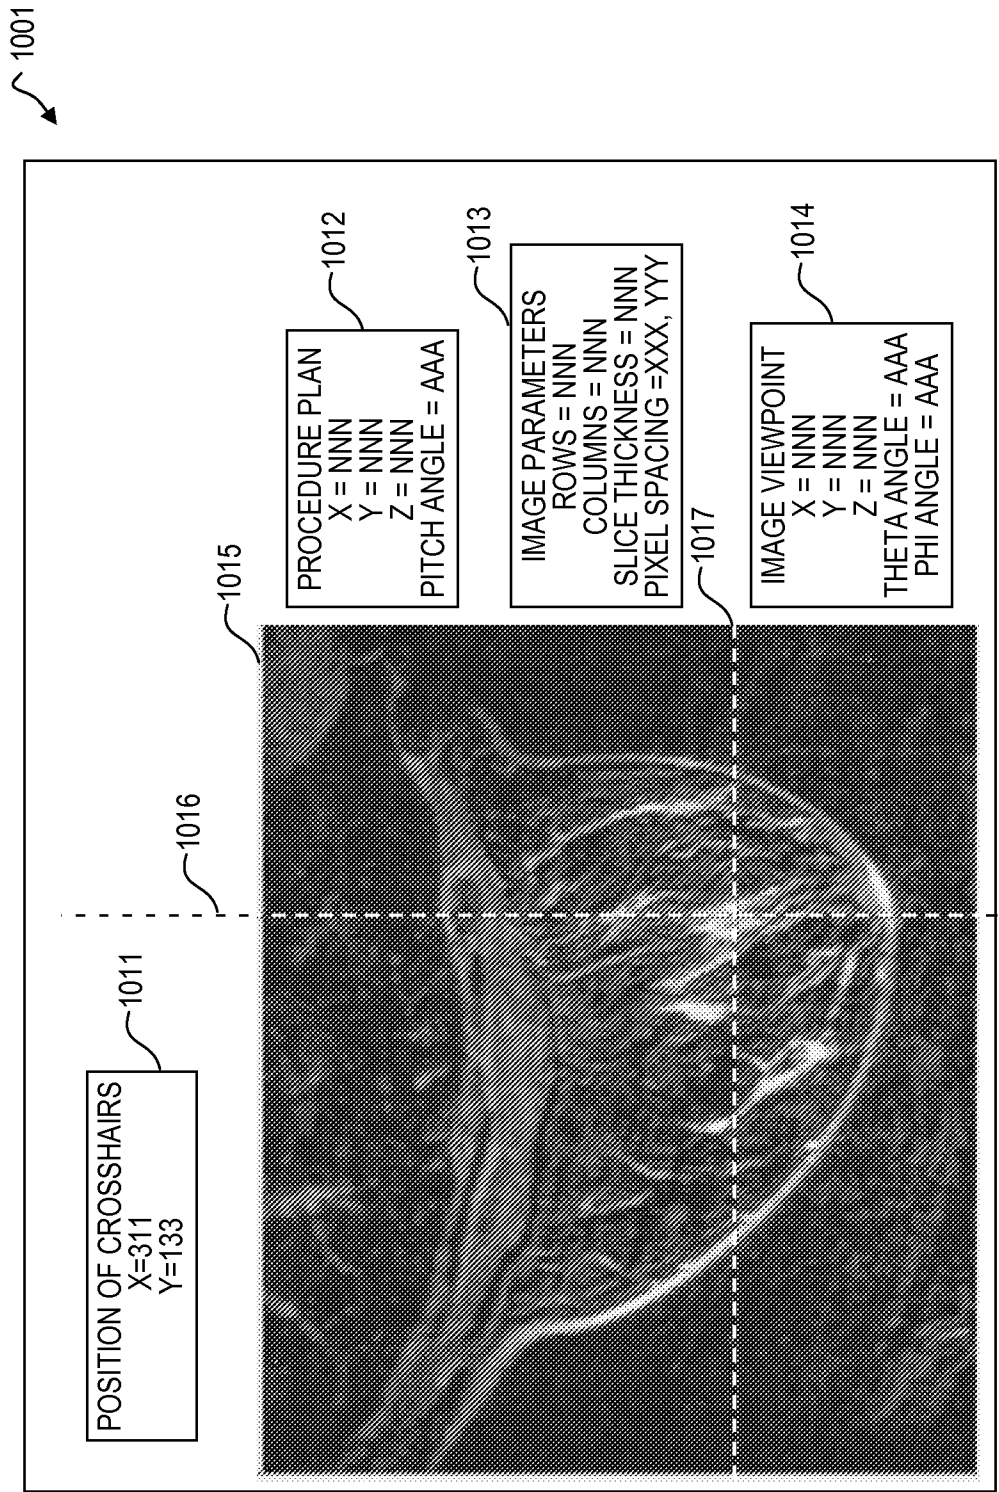 1001
POSITION OF CROSSHAIRS
X=311
Y=133
1011
1016
1015
PROCEDURE PLAN
X = NNN
Y = NNN
Z = NNN
PITCH ANGLE = AAA
1012
IMAGE PARAMETERS
ROWS = NNN
COLUMNS = NNN
SLICE THICKNESS = NNN
PIXEL SPACING =XXX, YYY
1013
1017
IMAGE VIEWPOINT
X = NNN
Y = NNN
Z = NNN
THETA ANGLE = AAA
PHI ANGLE = AAA
1014